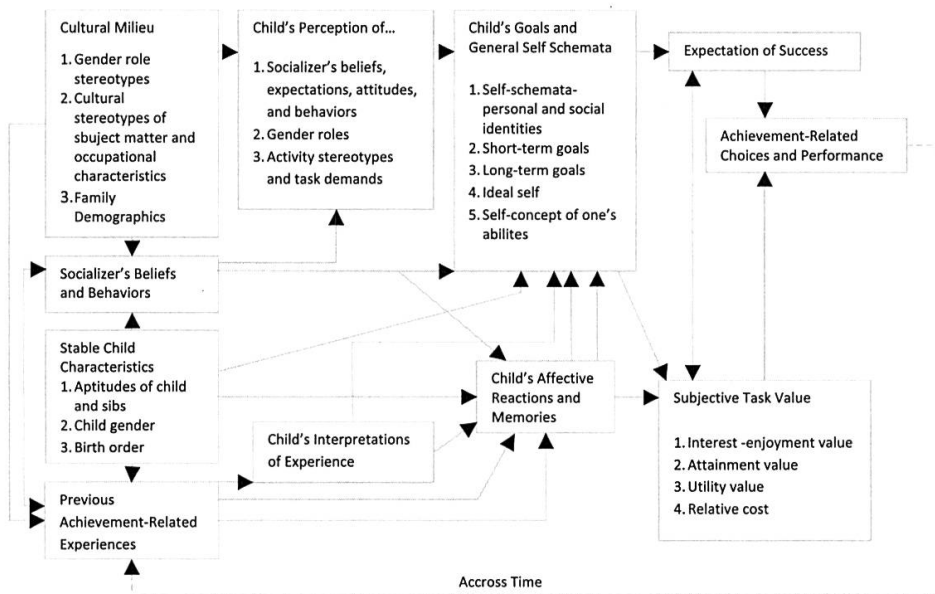 Cultural Milieu
1. Gender role
stereotypes
2. Cultural
stereotypes of
sbuject matter and
occupational
characteristics
3. Family
Demographics
Child's Perception of...
1. Socializer's beliefs,
expectations, attitudes,
and behaviors
2. Gender roles
3. Activity stereotypes
and task demands
Child's Goals and
General Self Schemata
1. Self-schemata-
personal and social
identities
2. Short-term goals
3. Long-term goals
4. Ideal self
5. Self-concept of one's
abilites
Expectation of Success
Achievement-Related
Choices and Performance
Socializer's Beliefs
and Behaviors
Stable Child
Characteristics
1. Aptitudes of child
and sibs
2. Child gender
3. Birth order
Child's Affective
Reactions and
Memories
Subjective Task Value
1. Interest -enjoyment value
2. Attainment value
3. Utility value
4. Relative cost
Child's Interpretations
of Experience
Previous
Achievement-Related
Experiences
Accross Time